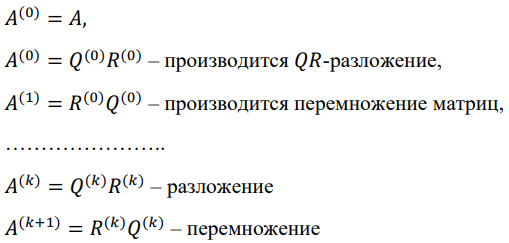 𝐴⁽⁰⁾ = 𝐴,
𝐴⁽⁰⁾ = 𝑄⁽⁰⁾𝑅⁽⁰⁾ – производится 𝑄𝑅-разложение,
𝐴⁽¹⁾ = 𝑅⁽⁰⁾𝑄⁽⁰⁾ – производится перемножение матриц,
…………………..
𝐴⁽ᵏ⁾ = 𝑄⁽ᵏ⁾𝑅⁽ᵏ⁾ – разложение
𝐴⁽ᵏ⁺¹⁾ = 𝑅⁽ᵏ⁾𝑄⁽ᵏ⁾ – перемножение